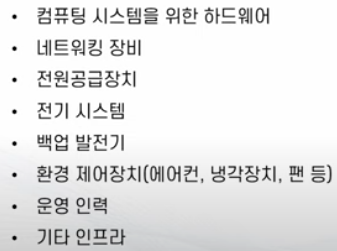 • 컴퓨팅 시스템을 위한 하드웨어
• 네트워킹 장비
• 전원공급장치
• 전기 시스템
• 백업 발전기
• 환경 제어장치(에어컨, 냉각장치, 팬 등)
• 운영 인력
• 기타 인프라